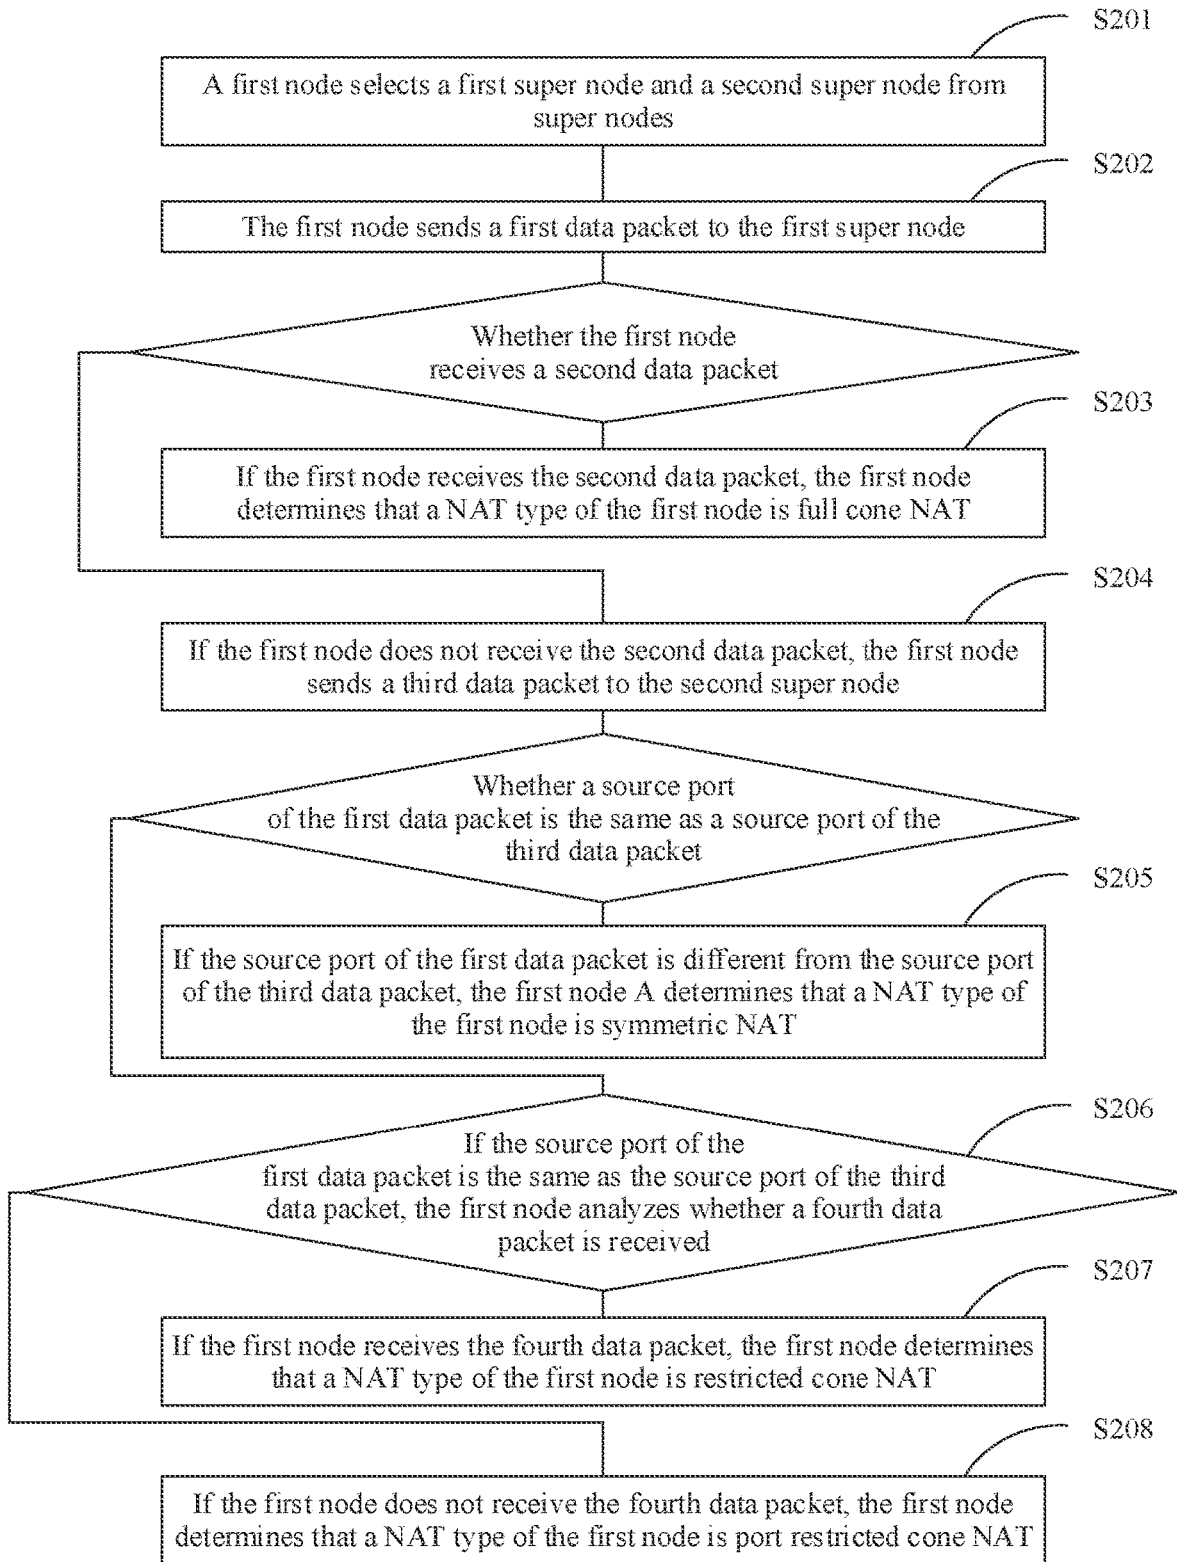 S201
A first node selects a first super node and a second super node from
super nodes
S202
The first node sends a first data packet to the first super node
Whether the first node
receives a second data packet
S203
If the first node receives the second data packet, the first node
determines that a NAT type of the first node is full cone NAT
S204
If the first node does not receive the second data packet, the first node
sends a third data packet to the second super node
Whether a source port
of the first data packet is the same as a source port of the
third data packet
S205
If the source port of the first data packet is different from the source port
of the third data packet, the first node A determines that a NAT type of
the first node is symmetric NAT
S206
If the source port of the
first data packet is the same as the source port of the third
data packet, the first node analyzes whether a fourth data
packet is received
S207
If the first node receives the fourth data packet, the first node determines
that a NAT type of the first node is restricted cone NAT
S208
If the first node does not receive the fourth data packet, the first node
determines that a NAT type of the first node is port restricted cone NAT